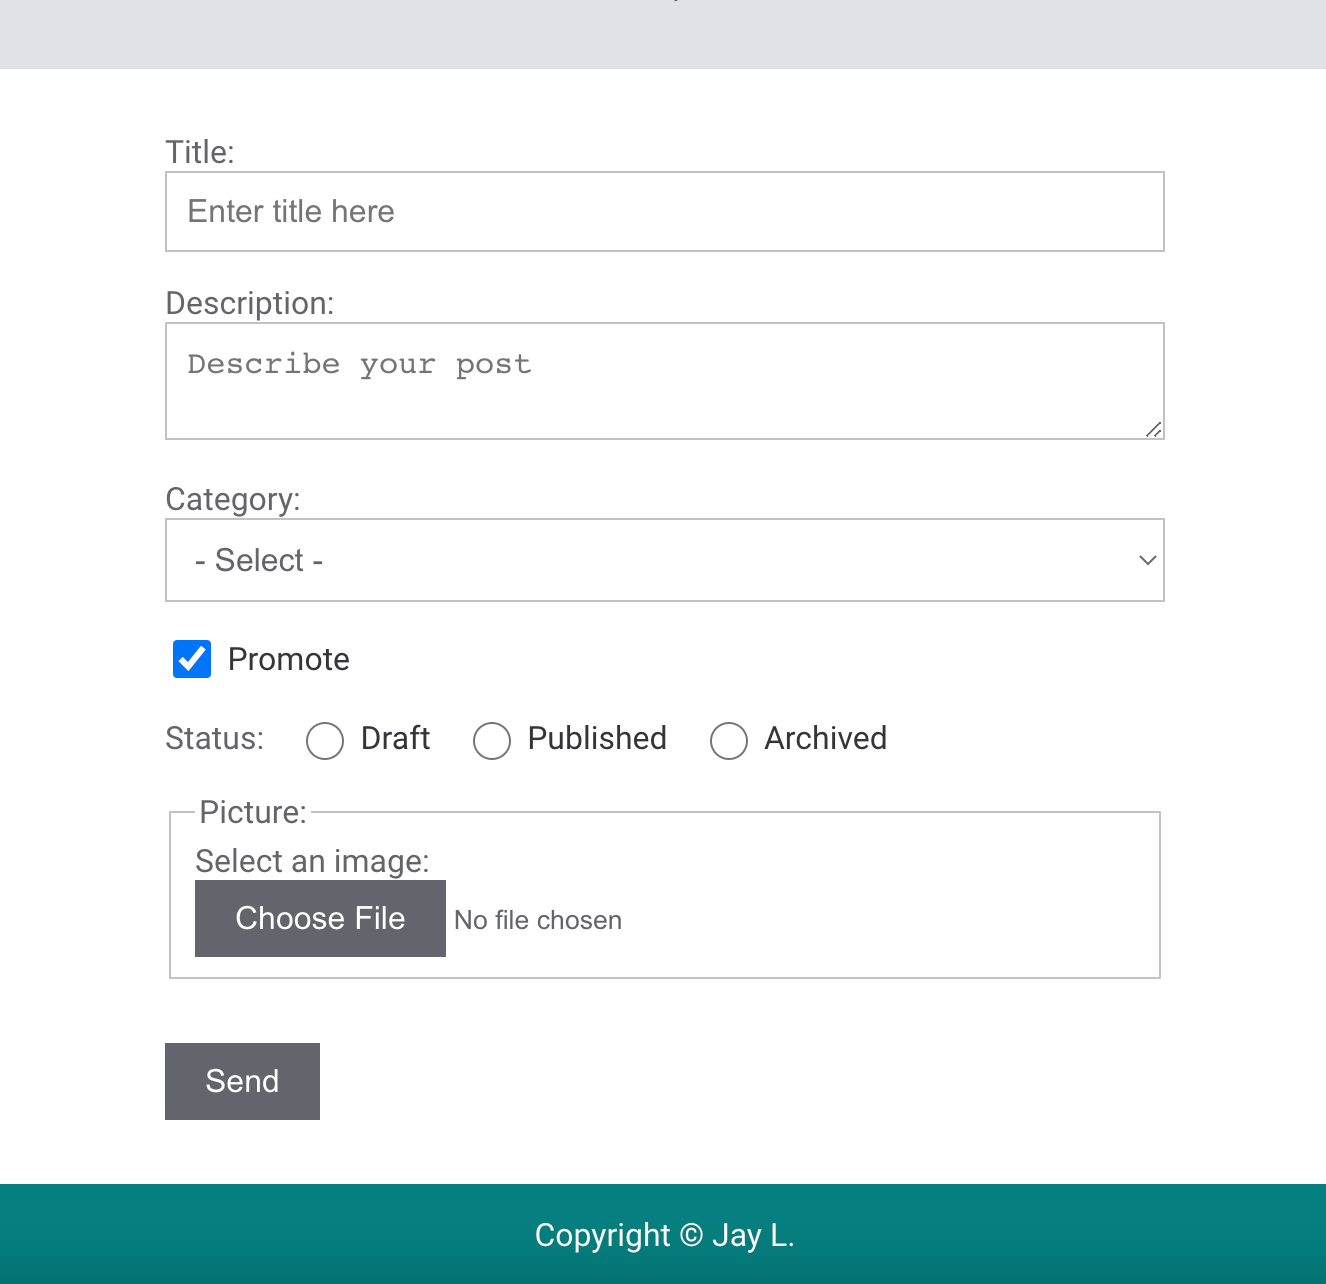 Title:
Enter title here
Description:
Describe your post
Category:
- Select -
Promote
Status: Draft Published Archived
Picture:
Select an image:
Choose File No file chosen
Send
Copyright © Jay L.